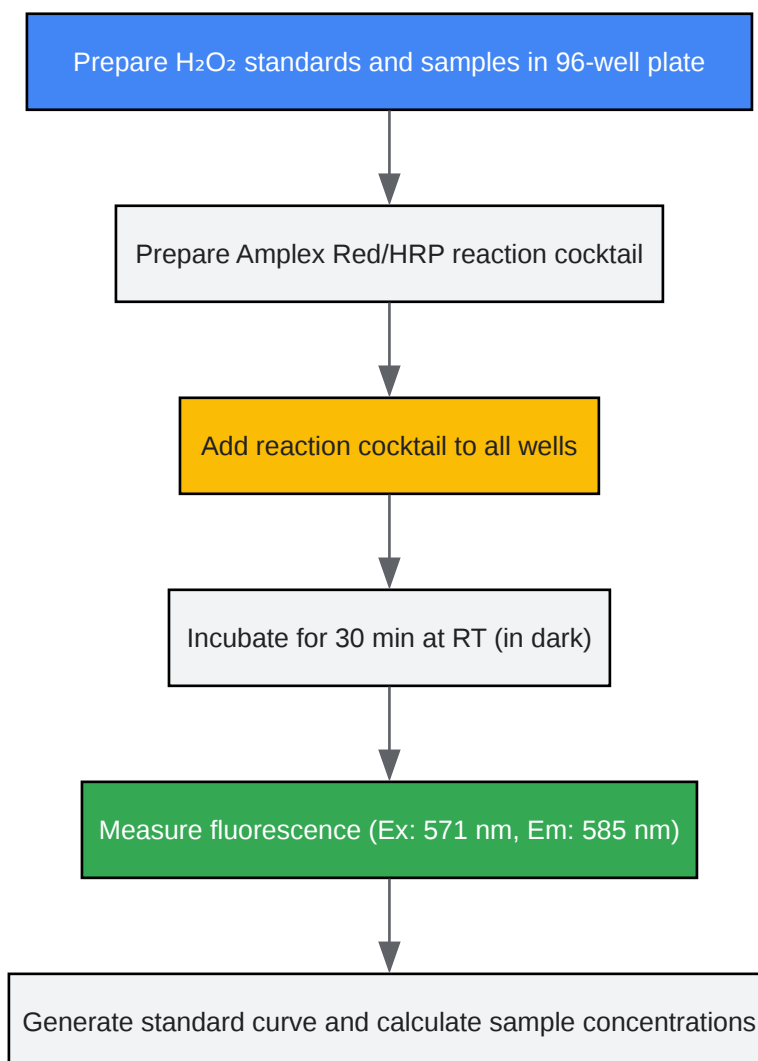 Prepare H₂O₂ standards and samples in 96-well plate
Prepare Amplex Red/HRP reaction cocktail
Add reaction cocktail to all wells
Incubate for 30 min at RT (in dark)
Measure fluorescence (Ex: 571 nm, Em: 585 nm)
Generate standard curve and calculate sample concentrations